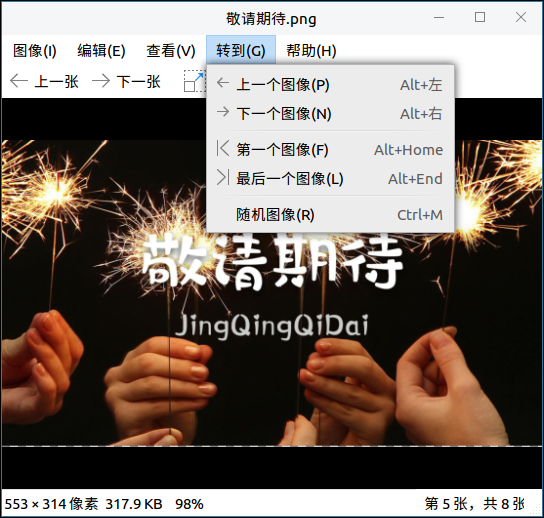 敬请期待.png
图像(I) 编辑(E) 查看(V) 转到(G) 帮助(H)
上一张 下一张
上一个图像(P) Alt+左
下一个图像(N) Alt+右
第一个图像(F) Alt+Home
最后一个图像(L) Alt+End
随机图像(R) Ctrl+M
敬请期待
JingQingQiDai
553 × 314 像素 317.9 KB 98% 第 5 张，共 8 张